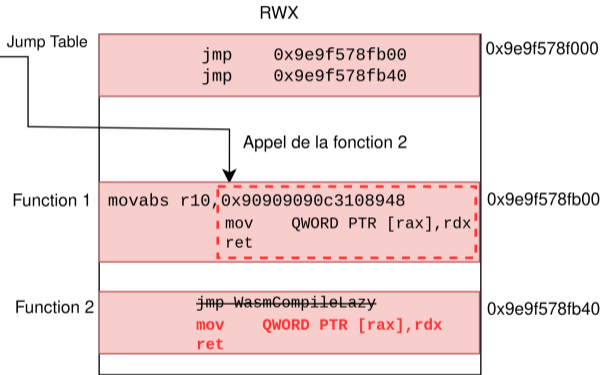 RWX
Jump Table
jmp 0x9e9f578fb00
jmp 0x9e9f578fb40
0x9e9f578f000
Appel de la fonction 2
Function 1
movabs r10,0x90909090c3108948
mov QWORD PTR [rax],rdx
ret
0x9e9f578fb00
Function 2
jmp WasmCompileLazy
mov QWORD PTR [rax],rdx
ret
0x9e9f578fb40